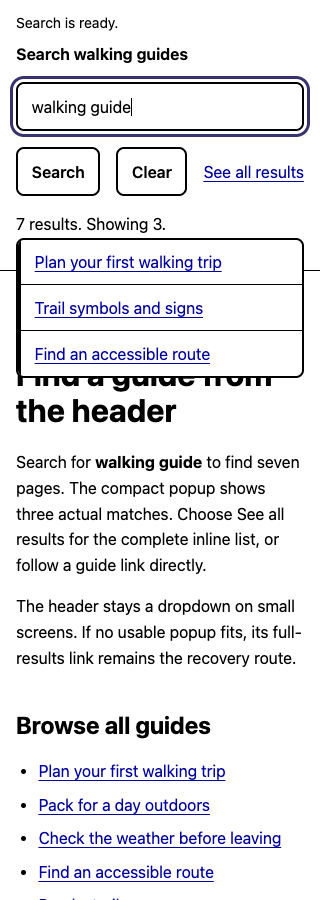 Search is ready.
Search walking guides
walking guide
Search Clear See all results
7 results. Showing 3.
Plan your first walking trip
Trail symbols and signs
Find an accessible route
Find a guide from
the header
Search for walking guide to find seven
pages. The compact popup shows
three actual matches. Choose See all
results for the complete inline list, or
follow a guide link directly.
The header stays a dropdown on small
screens. If no usable popup fits, its full-
results link remains the recovery route.
Browse all guides
Plan your first walking trip
Pack for a day outdoors
Check the weather before leaving
Find an accessible route